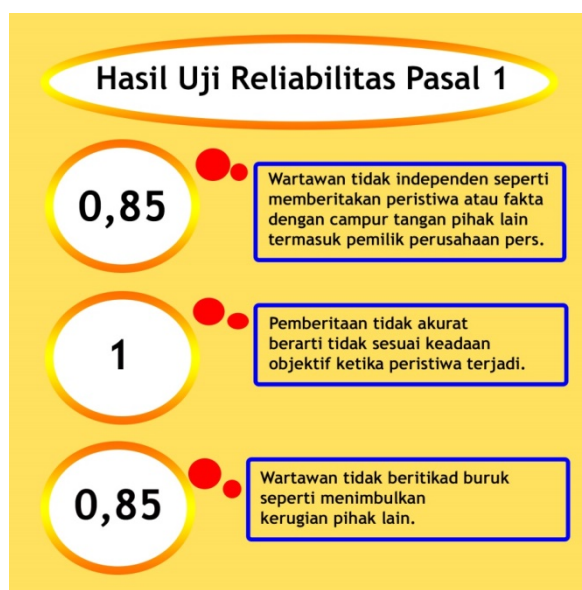 Hasil Uji Reliabilitas Pasal 1
0,85
Wartawan tidak independen seperti
memberitakan peristiwa atau fakta
dengan campur tangan pihak lain
termasuk pemilik perusahaan pers.
1
Pemberitaan tidak akurat
berarti tidak sesuai keadaan
objektif ketika peristiwa terjadi.
0,85
Wartawan tidak beritikad buruk
seperti menimbulkan
kerugian pihak lain.